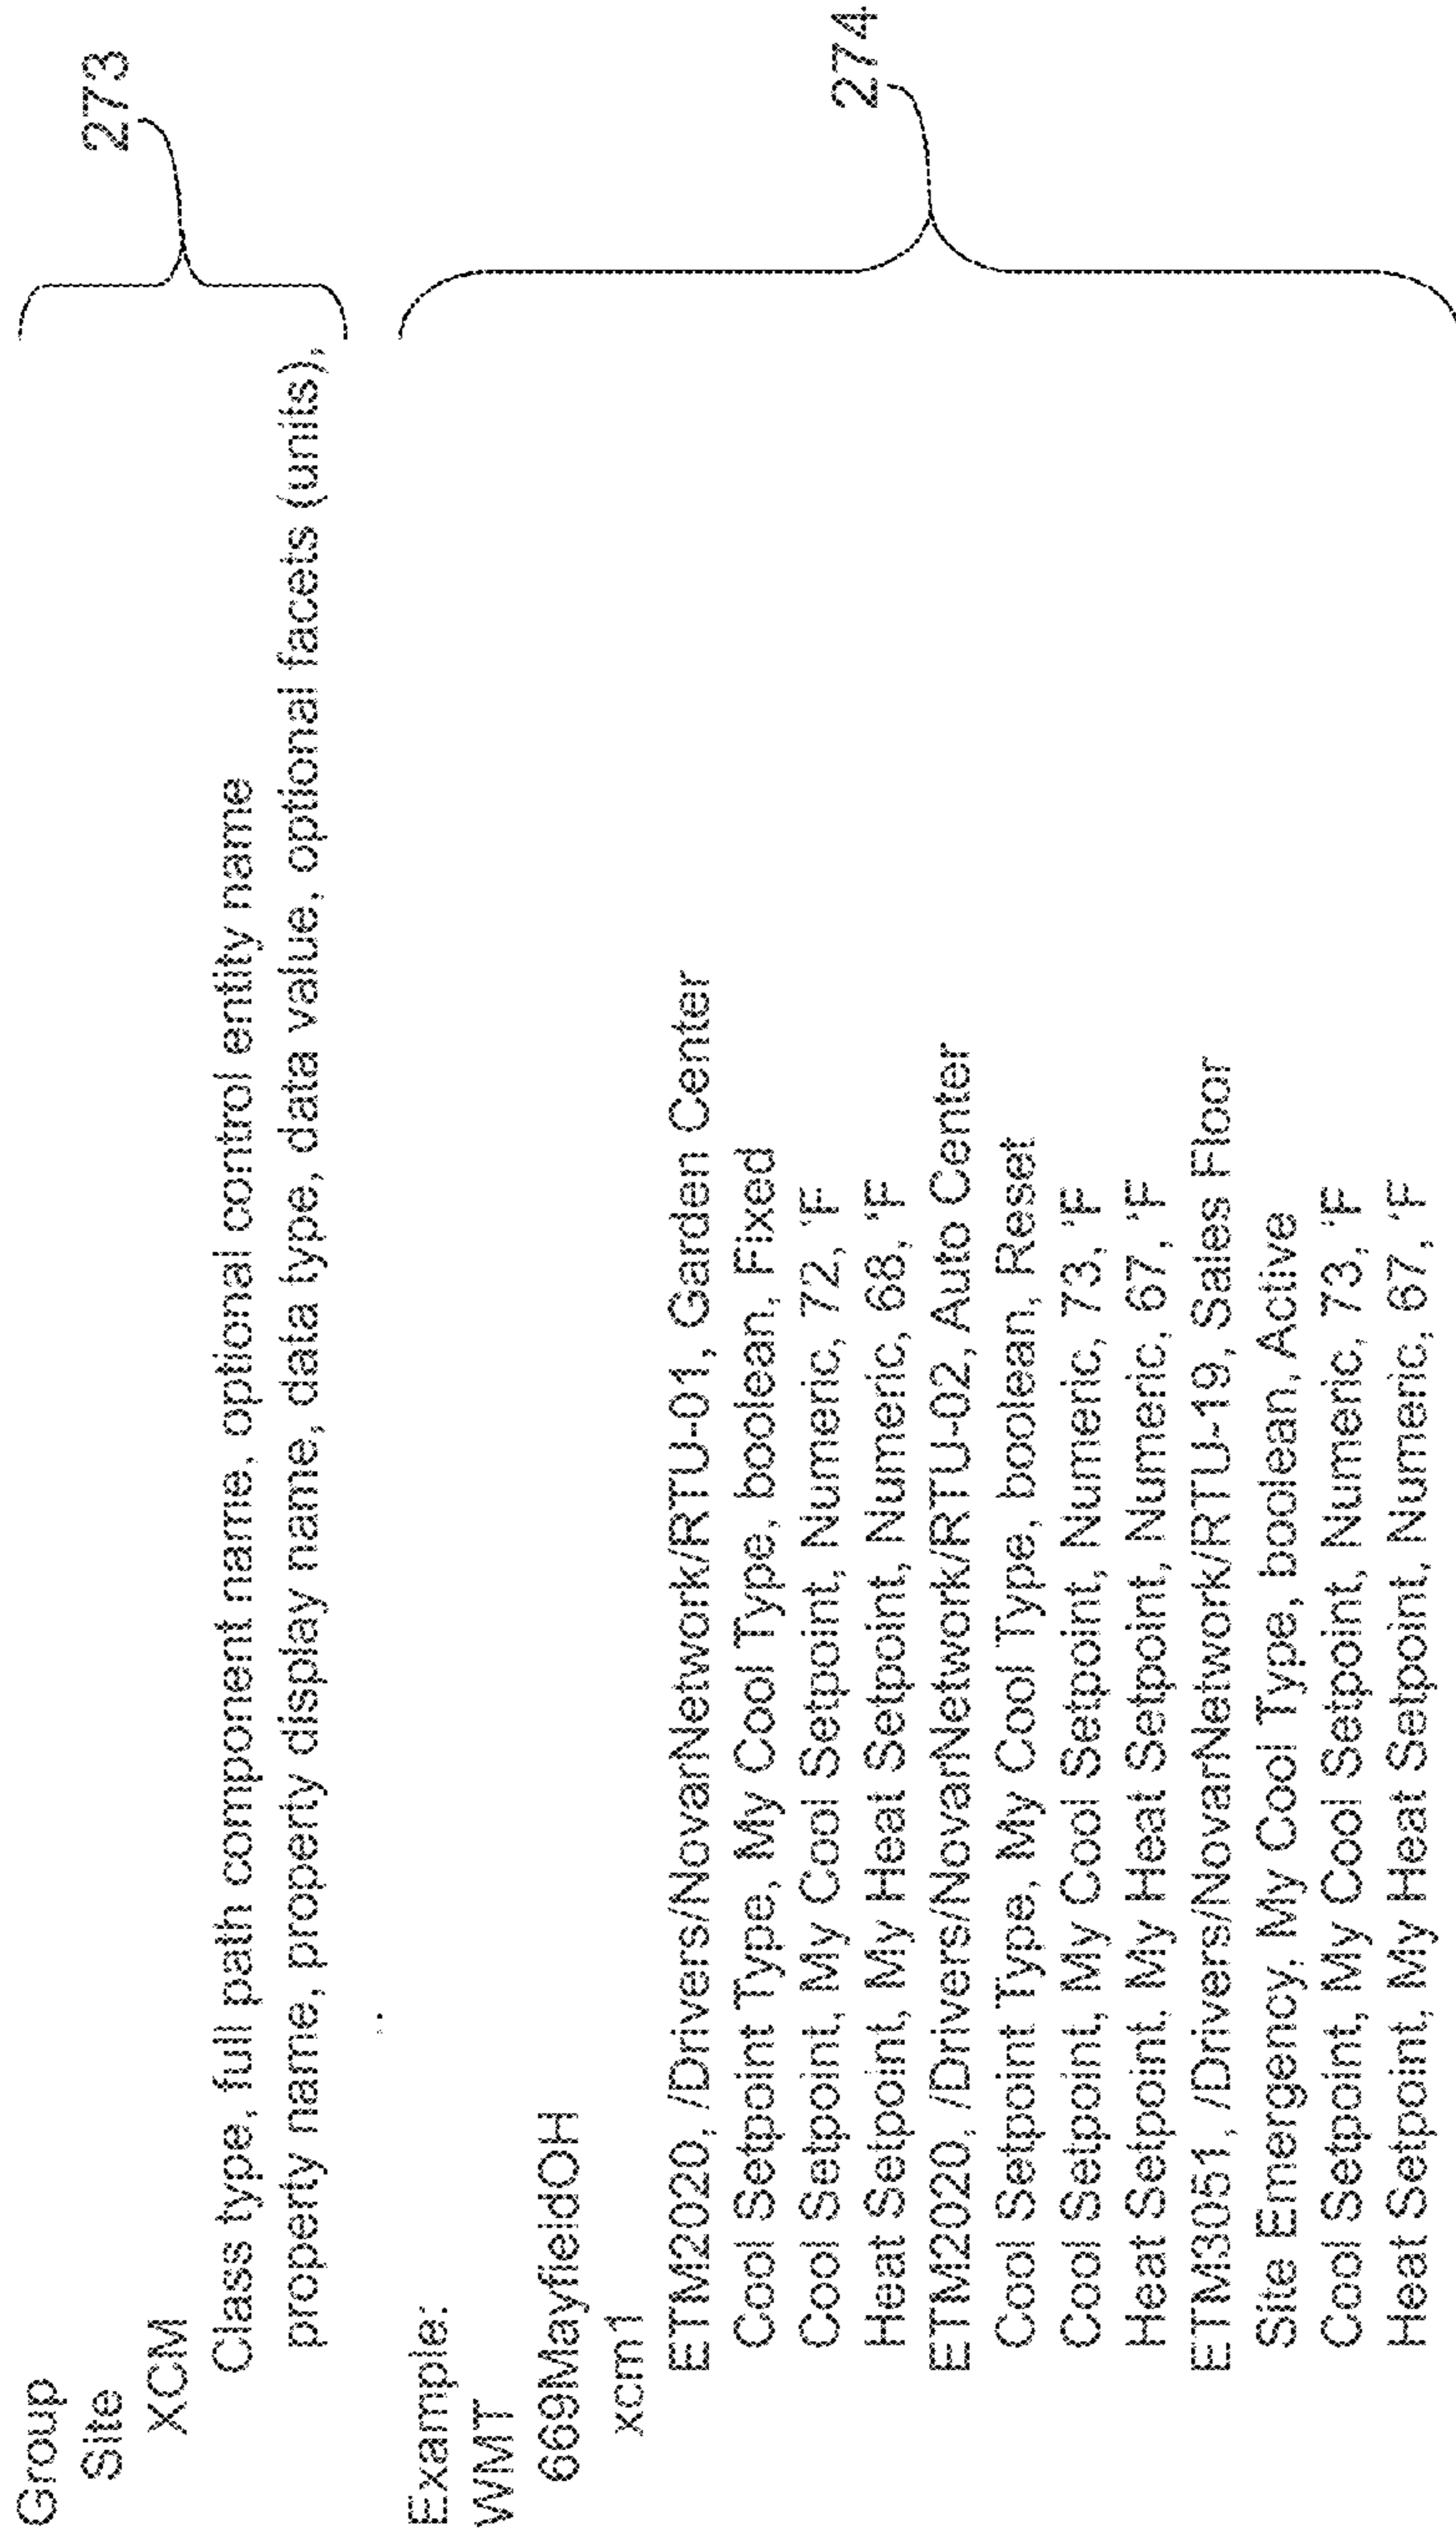 Group
Site
XCM
Class type, full path component name, optional control entity name
property name, property display name, data type, data value, optional facets (units),
273
Example:
WMT
669MayfieldOH
xcm1
ETM2020, /Drivers/NovarNetwork/RTU-01, Garden Center
Cool Setpoint Type, My Cool Type, boolean, Fixed
Cool Setpoint, My Cool Setpoint, Numeric, 72, 'F
Heat Setpoint, My Heat Setpoint, Numeric, 68, 'F
ETM2020, /Drivers/NovarNetwork/RTU-02, Auto Center
Cool Setpoint Type, My Cool Type, boolean, Reset
Cool Setpoint, My Cool Setpoint, Numeric, 73, 'F
Heat Setpoint, My Heat Setpoint, Numeric, 67, 'F
ETM3051, /Drivers/NovarNetwork/RTU-19, Sales Floor
Site Emergency, My Cool Type, boolean, Active
Cool Setpoint, My Cool Setpoint, Numeric, 73, 'F
Heat Setpoint, My Heat Setpoint, Numeric, 67, 'F
274